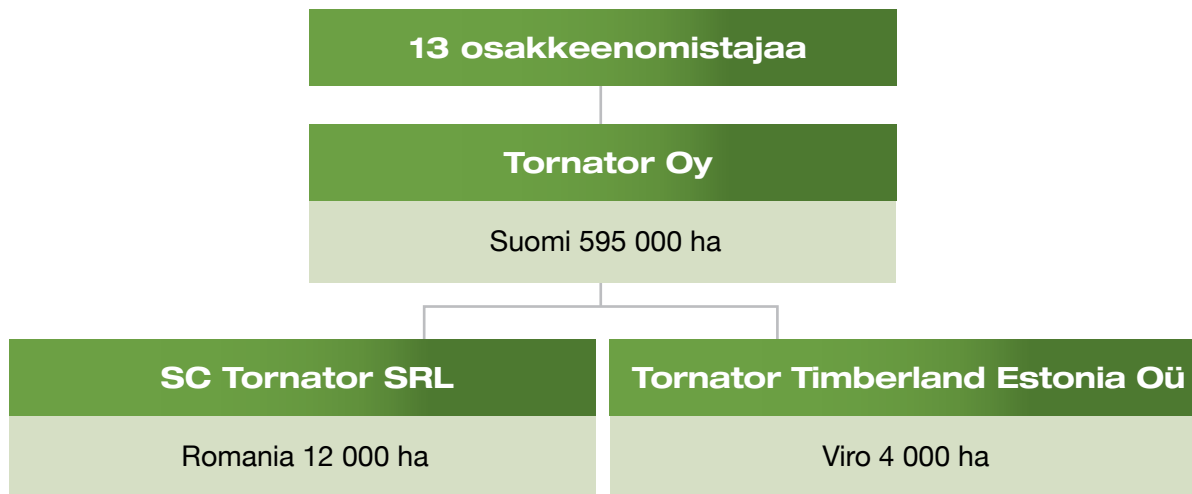 13 osakkeenomistajaa
Tornator Oy
Suomi 595 000 ha
SC Tornator SRL
Romania 12 000 ha
Tornator Timberland Estonia Oü
Viro 4 000 ha